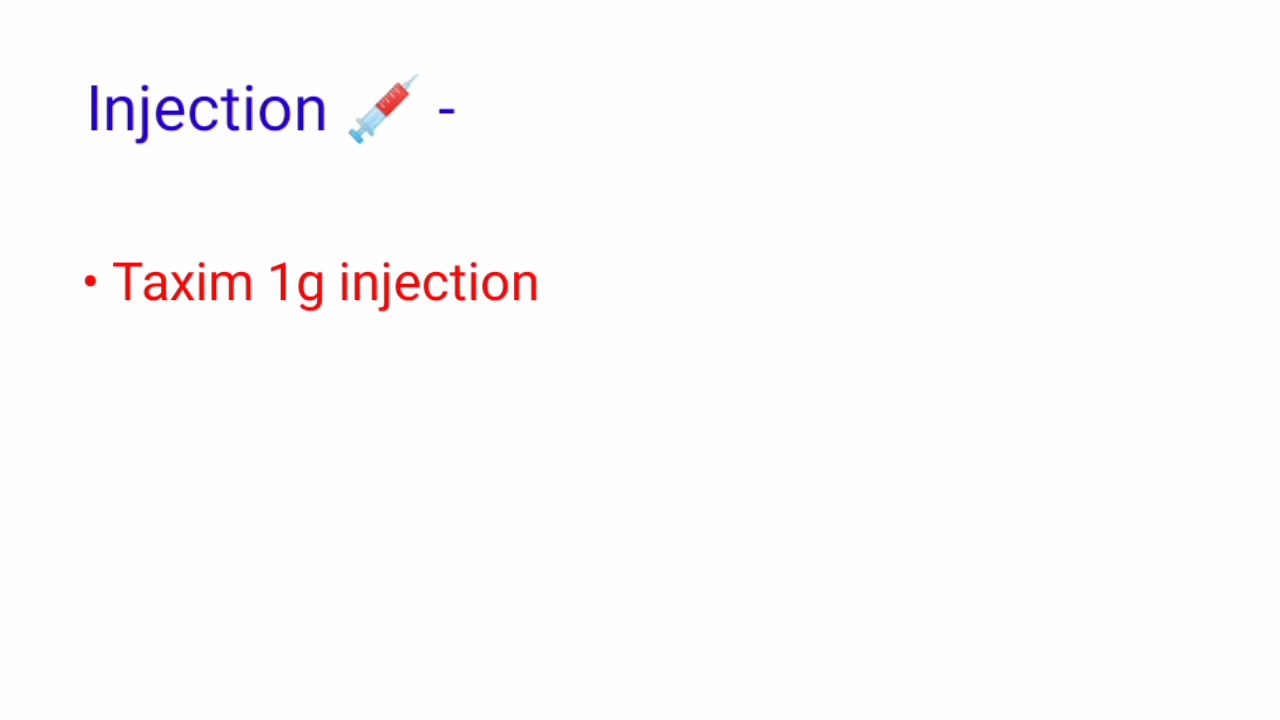 Injection 💉 -
• Taxim 1g injection